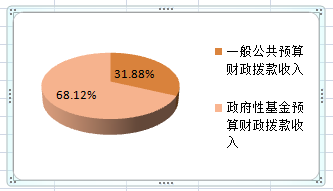 31.88%
68.12%
一般公共预算
财政拨款收入
政府性基金预
算财政拨款收
入